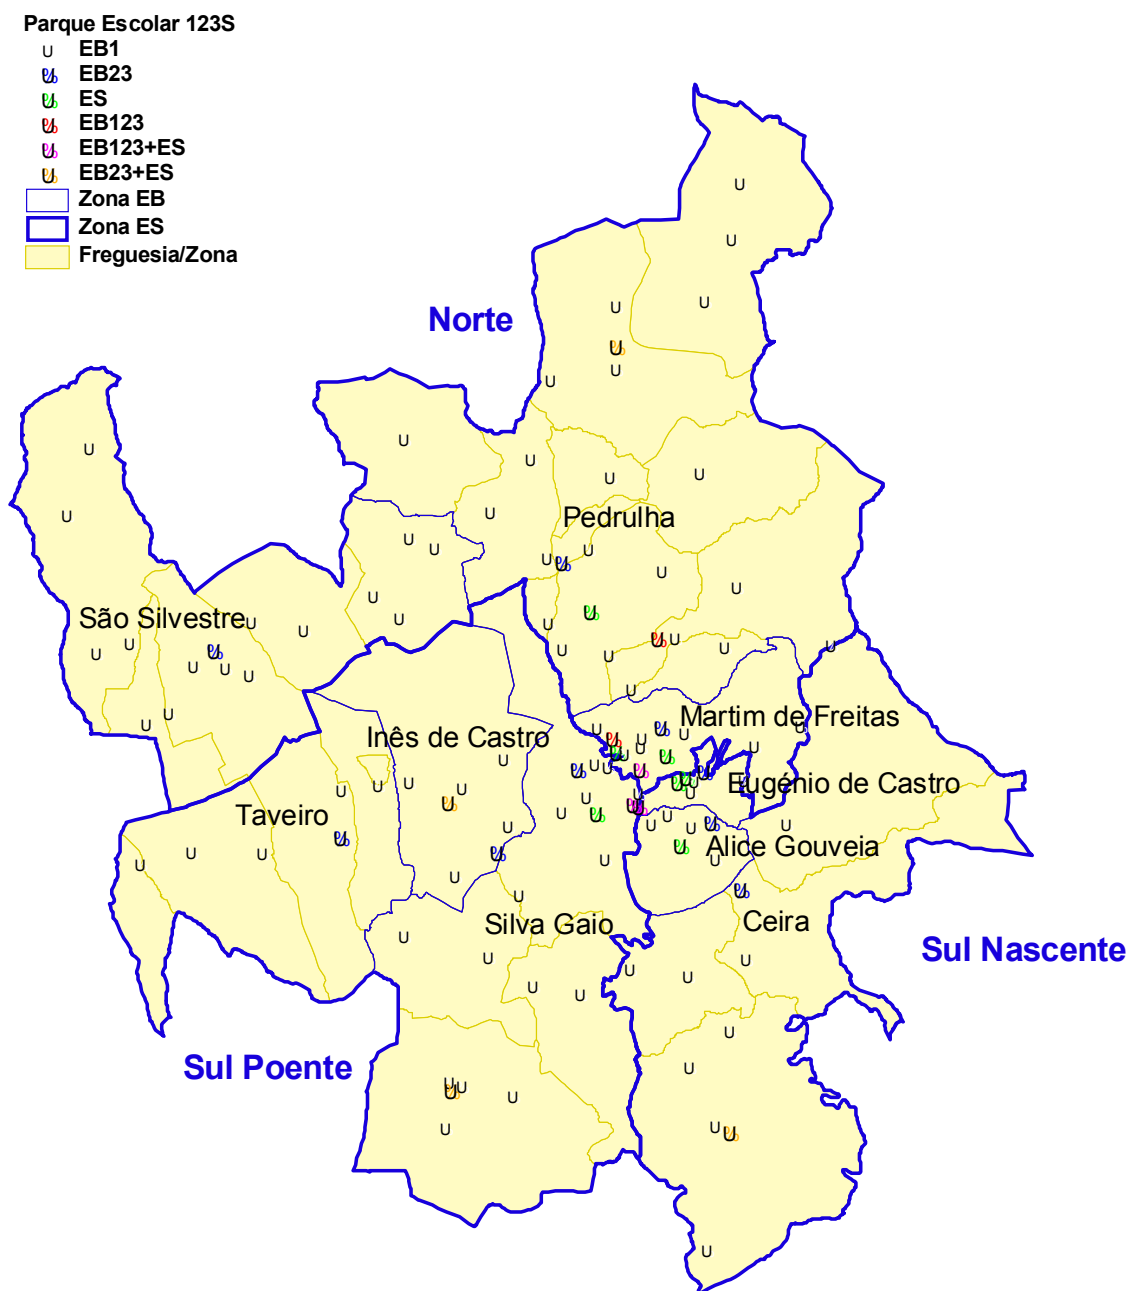 Parque Escolar 123S
EB1
EB23
ES
EB123
EB123+ES
EB23+ES
Zona EB
Zona ES
Freguesia/Zona
Norte
Pedrulha
São Silvestre
Martim de Freitas
Inês de Castro
Eugénio de Castro
Taveiro
Alice Gouveia
Silva Gaio
Ceira
Sul Nascente
Sul Poente